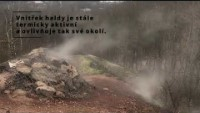 Vnitřek haldy je stále
termicky aktivní
a ovlivňuje tak své okolí.